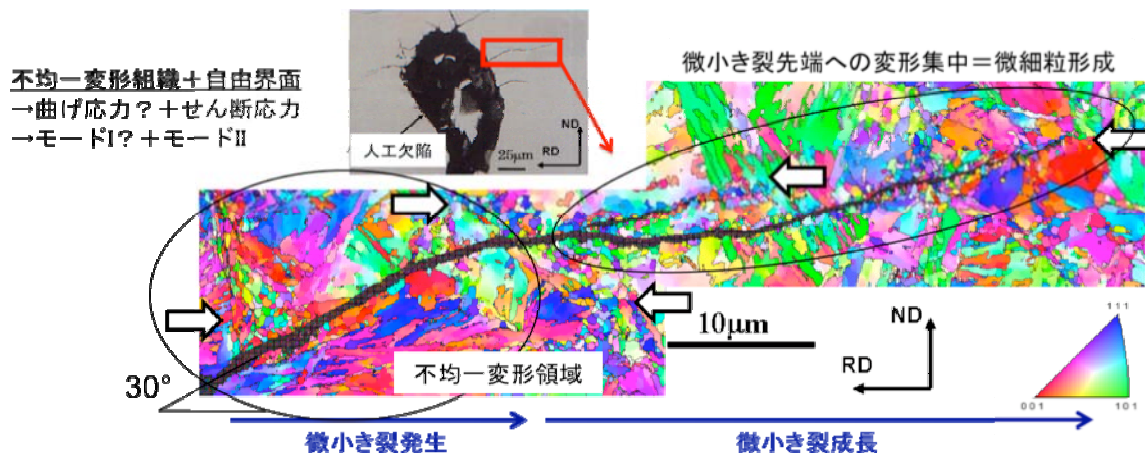 不均一変形組織＋自由界面
→曲げ応力？＋せん断応力
→モードI?＋モードII
人工欠陥
25μm
ND
RD
微小き裂先端への変形集中＝微細粒形成
30°
不均一変形領域
10μm
ND
RD
111
001
101
微小き裂発生
微小き裂成長